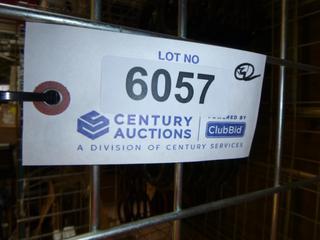 LOT NO
6057
CENTURY
AUCTIONS
POWERED BY
ClubBid
A DIVISION OF CENTURY SERVICES